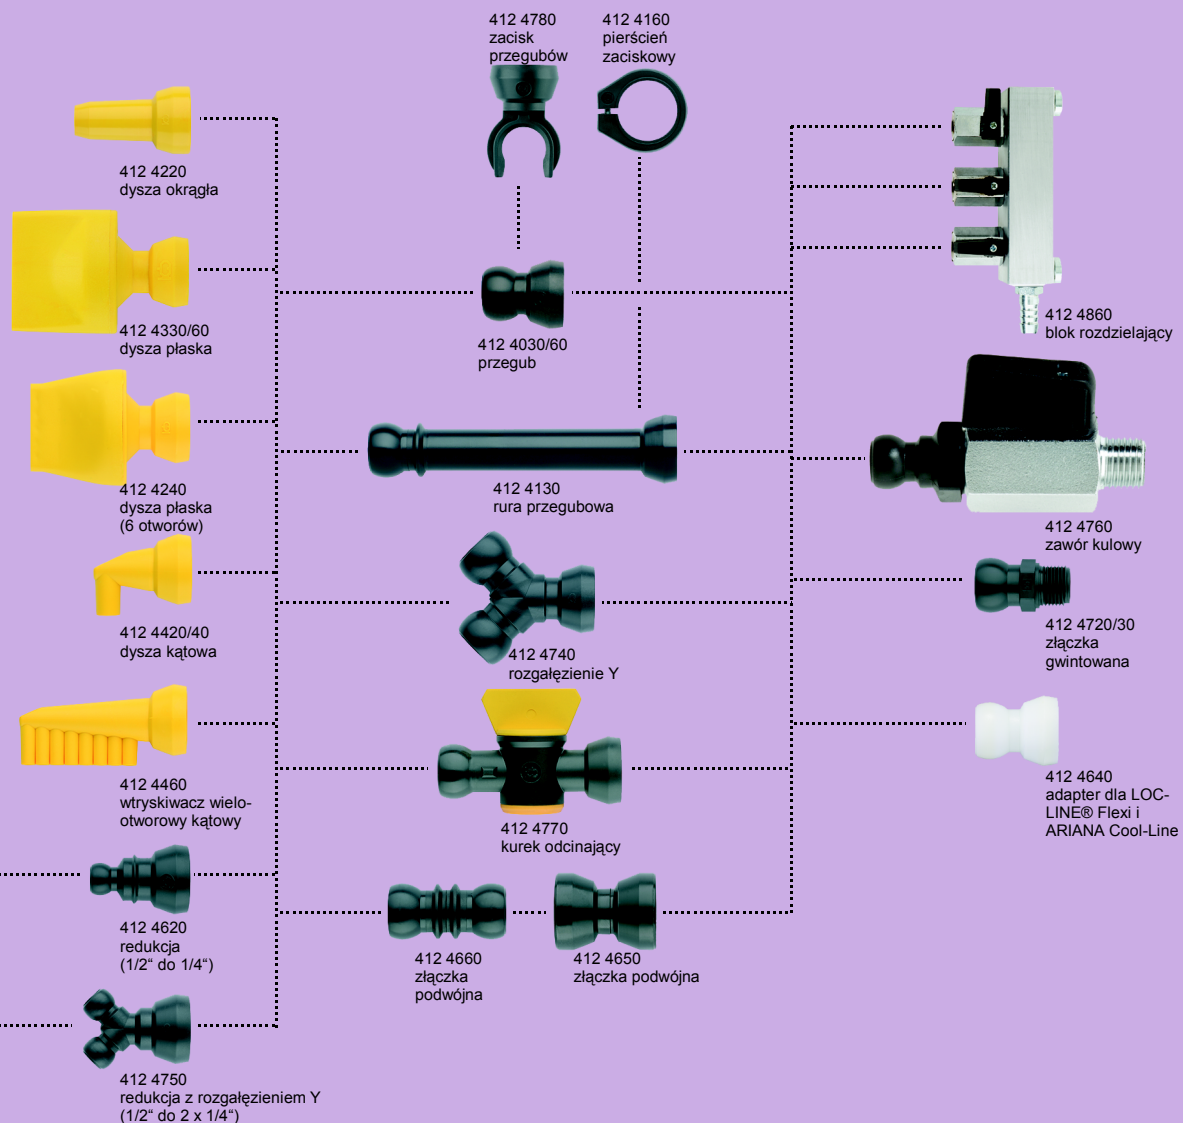 412 4780
zacisk
przegubów
412 4160
pierścień
zaciskowy
412 4220
dysza okrągła
412 4330/60
dysza płaska
412 4240
dysza płaska
(6 otworów)
412 4420/40
dysza kątowa
412 4460
wtryskiwacz wielo-
otworowy kątowy
412 4620
redukcja
(1/2“ do 1/4“)
412 4750
redukcja z rozgałęzieniem Y
(1/2“ do 2 x 1/4“)
412 4030/60
przegub
412 4130
rura przegubowa
412 4740
rozgałęzienie Y
412 4770
kurek odcinający
412 4660
złączka
podwójna
412 4650
złączka podwójna
412 4860
blok rozdzielający
412 4760
zawór kulowy
412 4720/30
złączka
gwintowana
412 4640
adapter dla LOC-
LINE® Flexi i
ARIANA Cool-Line